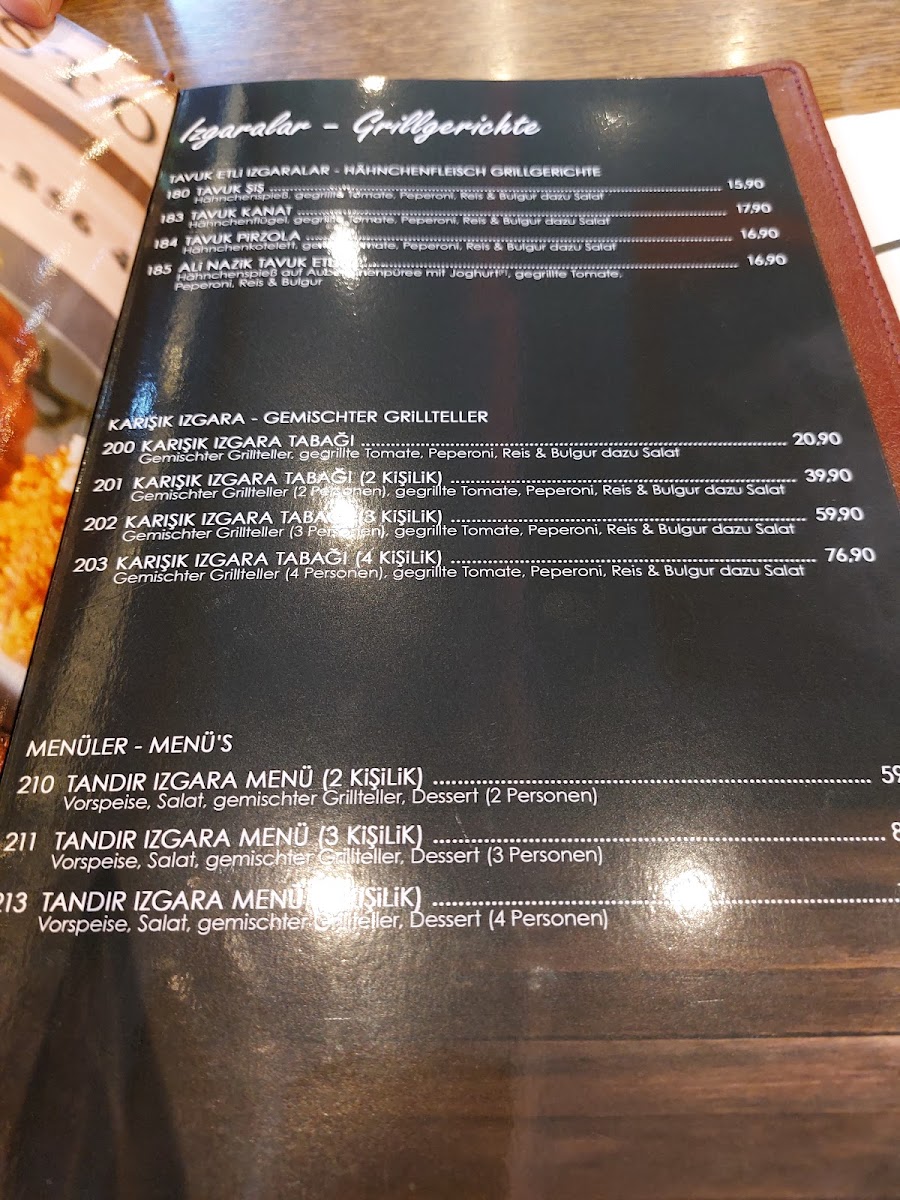 Izgaralar - Grillgerichte
TAVUK ETLI IZGARALAR - HÄHNCHENFLEISCH GRILLGERICHTE
180 TAVUK ŞIŞ 15,90
Hähnchenspieß, gegrillte Tomate, Peperoni, Reis & Bulgur dazu Salat
183 TAVUK KANAT 17,90
Hähnchenflügel, gegrillte Tomate, Peperoni, Reis & Bulgur dazu Salat
184 TAVUK PIRZOLA 16,90
Hähnchenkotelett, Tomate, Peperoni, Reis & Bulgur dazu Salat
185 ALI NAZIK TAVUK 16,90
Hähnchenspieß auf mit Joghurt, gegrillte Tomate,
Peperoni, Reis & Bulgur
KARIŞIK IZGARA - GEMiSCHTER GRILLTELLER
200 KARIŞIK IZGARA TABAĞI 20,90
Gemischter Grillteller. gegrillte Tomate, Peperoni, Reis & Bulgur dazu Salat
201 KARIŞIK IZGARA TABAĞI (2 KiŞiLiK) 39,90
Gemischter Grillteller (2 Personen), gegrillte Tomate, Peperoni, Reis & Bulgur dazu Salat
202 KARIŞIK IZGARA TABAĞI (3 KiŞiLiK) 59,90
Gemischter Grillteller (3 Personen), gegrillte Tomate, Peperoni, Reis & Bulgur dazu Salat
203 KARIŞIK IZGARA TABAĞI (4 KiŞiLiK) 76,90
Gemischter Grillteller (4 Personen), gegrillte Tomate, Peperoni, Reis & Bulgur dazu Salat
MENÜLER - MENÜ'S
210 TANDIR IZGARA MENÜ (2 KiŞiLiK) 59
Vorspeise, Salat, gemischter Grillteller, Dessert (2 Personen)
211 TANDIR IZGARA MENÜ (3 KiŞiLiK) 8
Vorspeise, Salat, gemischter Grillteller, Dessert (3 Personen)
213 TANDIR IZGARA MENÜ KiŞiLiK)
Vorspeise, Salat, gemischter Grillteller, Dessert (4 Personen)